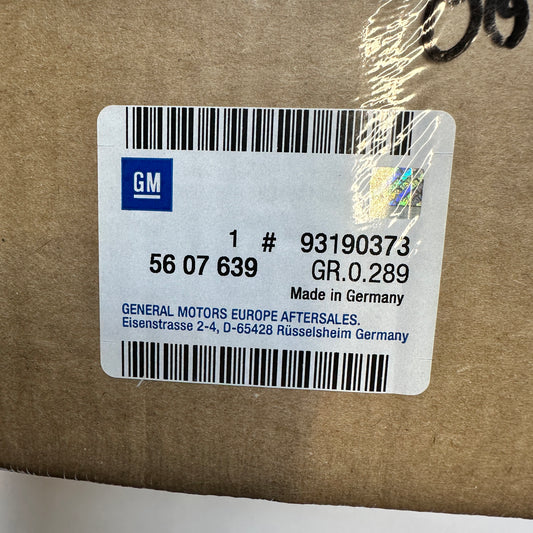 GM
1 # 93190373
56 07 639 GR.0.289
Made in Germany
GENERAL MOTORS EUROPE AFTERSALES.
Eisenstrasse 2-4, D-65428 Rüsselsheim Germany